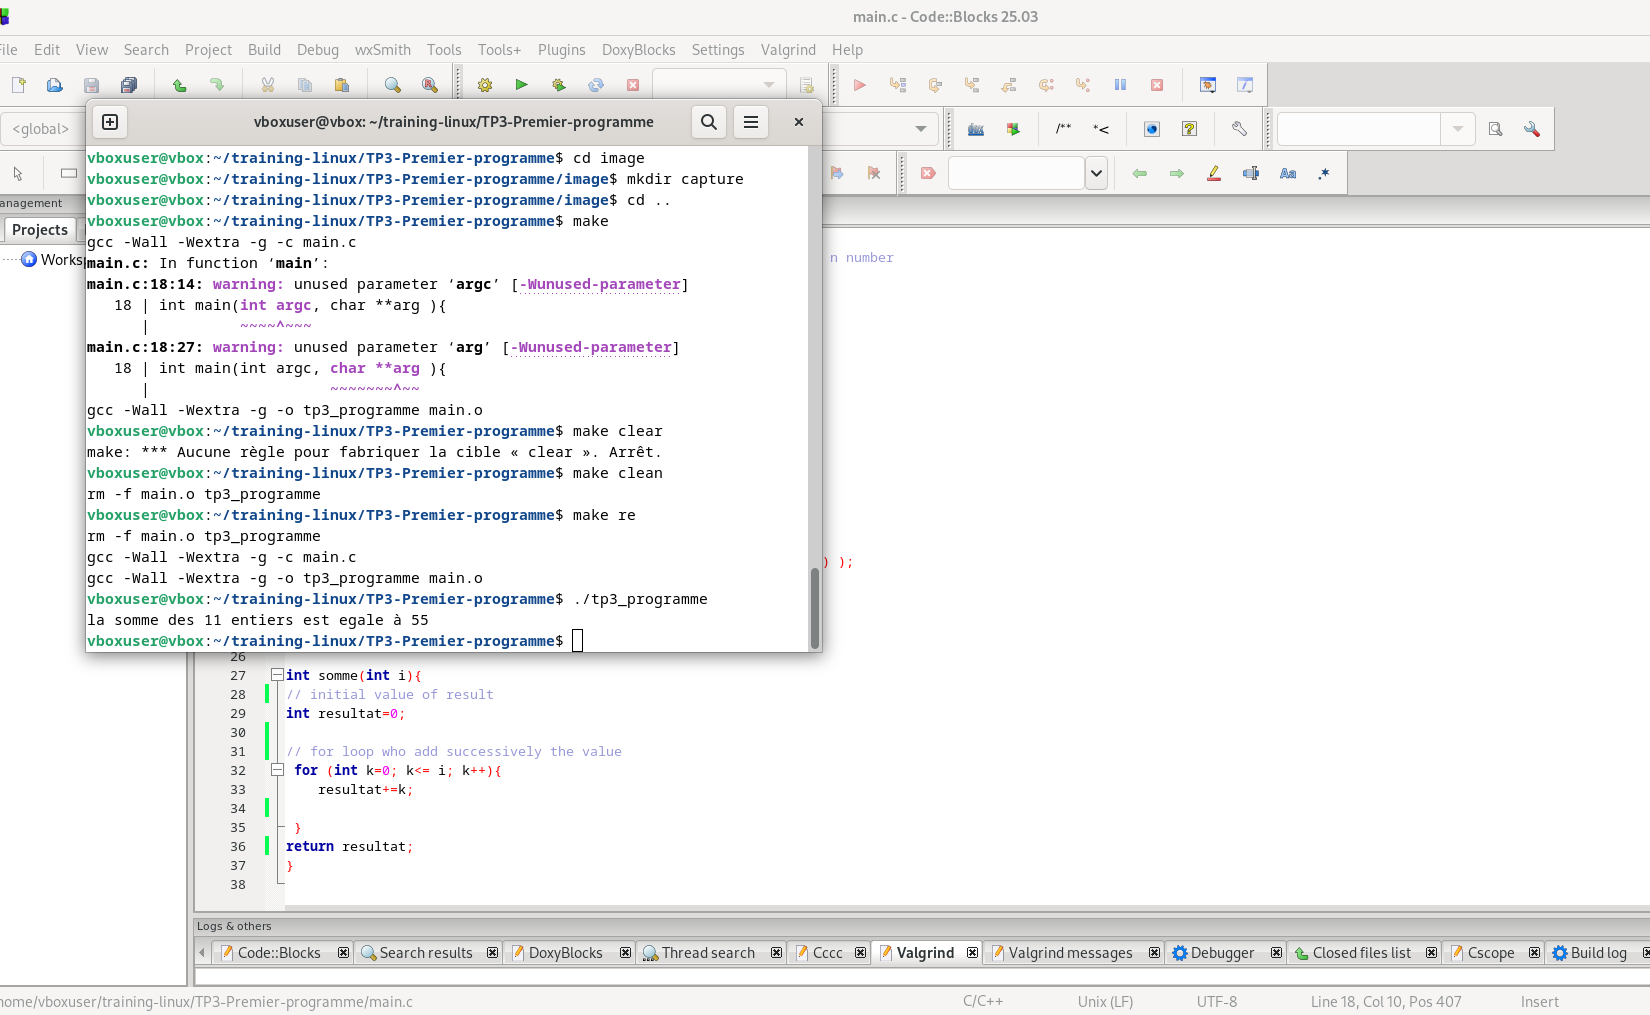 main.c - Code::Blocks 25.03
File Edit View Search Project Build Debug wxSmith Tools Tools+ Plugins DoxyBlocks Settings Valgrind Help
<global>
/** *<
Aa .*
anagement
Projects
Worksp
vboxuser@vbox: ~/training-linux/TP3-Premier-programme
vboxuser@vbox:~/training-linux/TP3-Premier-programme$ cd image
vboxuser@vbox:~/training-linux/TP3-Premier-programme/image$ mkdir capture
vboxuser@vbox:~/training-linux/TP3-Premier-programme/image$ cd ..
vboxuser@vbox:~/training-linux/TP3-Premier-programme$ make
gcc -Wall -Wextra -g -c main.c
main.c: In function ‘main’:
main.c:18:14: warning: unused parameter ‘argc’ [-Wunused-parameter]
18 | int main(int argc, char **arg ){
| ~~~~^~~~
main.c:18:27: warning: unused parameter ‘arg’ [-Wunused-parameter]
18 | int main(int argc, char **arg ){
| ~~~~~~~^~~
gcc -Wall -Wextra -g -o tp3_programme main.o
vboxuser@vbox:~/training-linux/TP3-Premier-programme$ make clear
make: *** Aucune règle pour fabriquer la cible « clear ». Arrêt.
vboxuser@vbox:~/training-linux/TP3-Premier-programme$ make clean
rm -f main.o tp3_programme
vboxuser@vbox:~/training-linux/TP3-Premier-programme$ make re
rm -f main.o tp3_programme
gcc -Wall -Wextra -g -c main.c
gcc -Wall -Wextra -g -o tp3_programme main.o
vboxuser@vbox:~/training-linux/TP3-Premier-programme$ ./tp3_programme
la somme des 11 entiers est egale à 55
vboxuser@vbox:~/training-linux/TP3-Premier-programme$
n number
) );
26
27 int somme(int i){
28 // initial value of result
29 int resultat=0;
30
31 // for loop who add successively the value
32 for (int k=0; k<= i; k++){
33 resultat+=k;
34
35 }
36 return resultat;
37 }
38
Logs & others
Code::Blocks Search results DoxyBlocks Thread search Cccc Valgrind Valgrind messages Debugger Closed files list Cscope Build log
home/vboxuser/training-linux/TP3-Premier-programme/main.c C/C++ Unix (LF) UTF-8 Line 18, Col 10, Pos 407 Insert